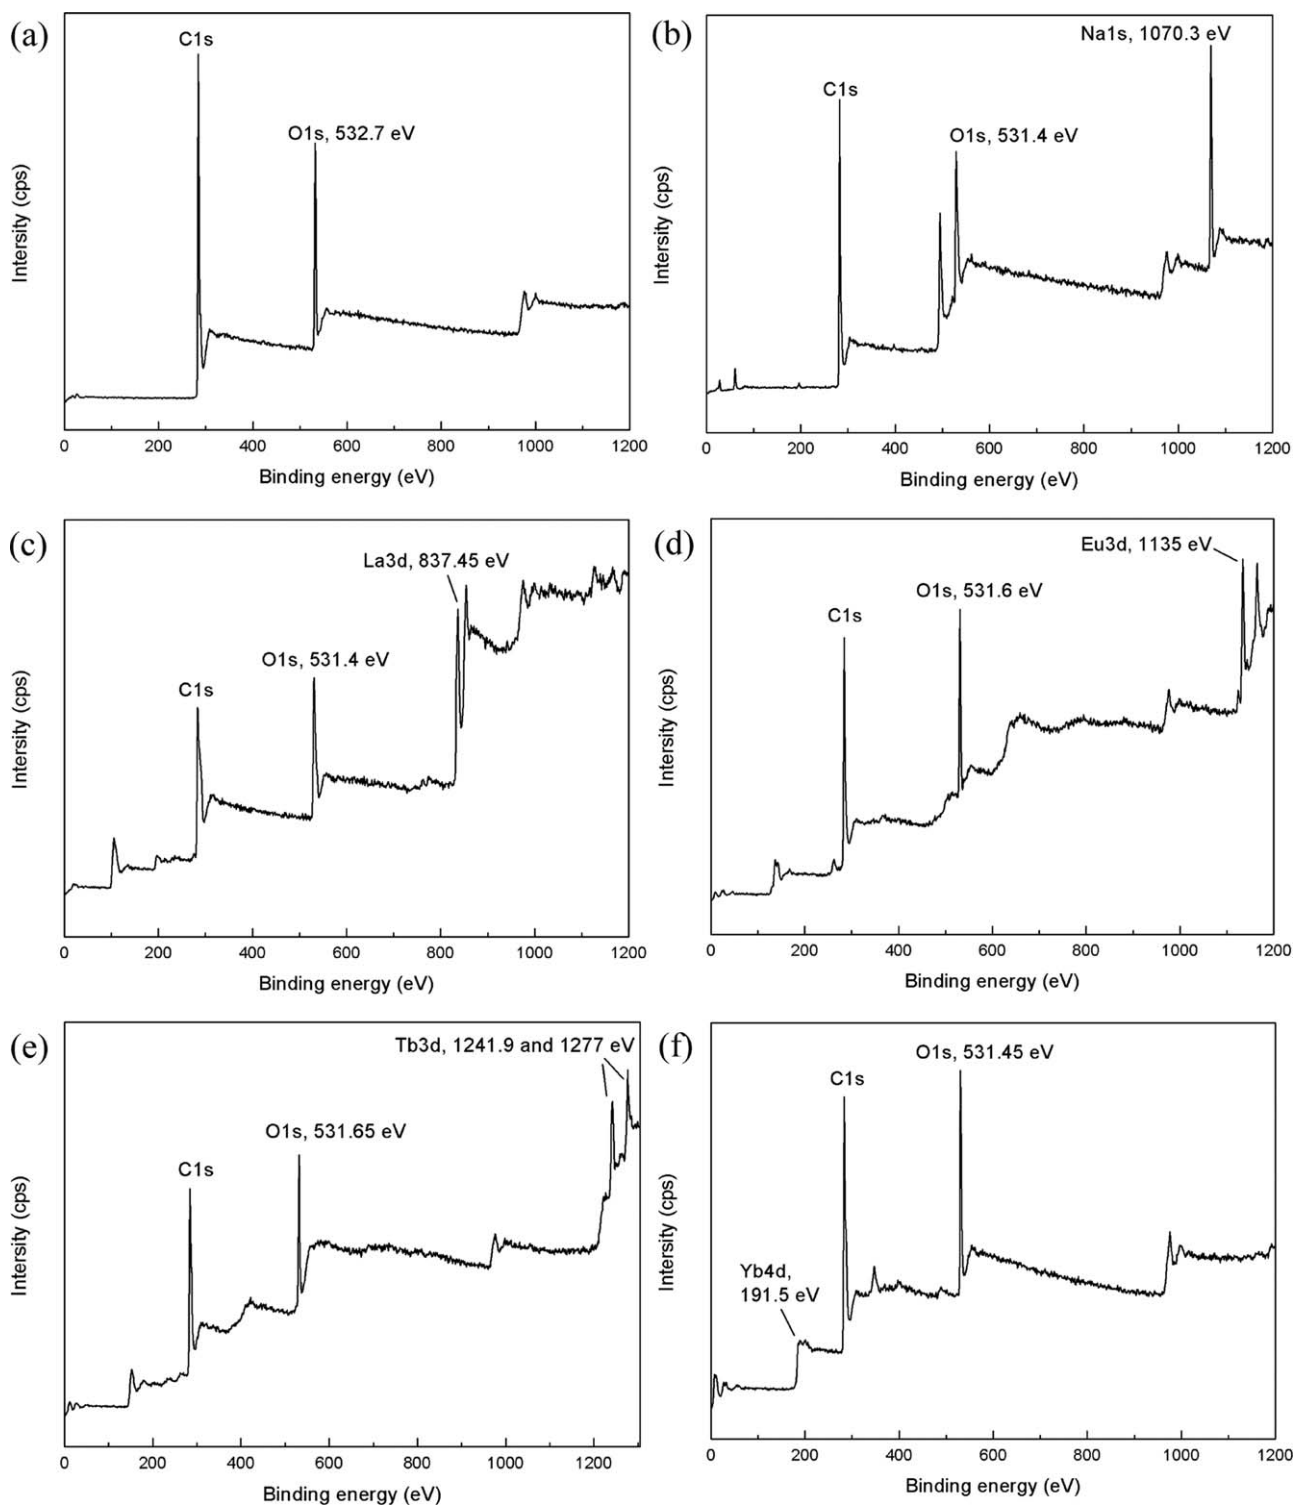 (a)
C1s
O1s, 532.7 eV
Intersity (cps)
0 200 400 600 800 1000 1200
Binding energy (eV)
(b)
Na1s, 1070.3 eV
C1s
O1s, 531.4 eV
Intersity (cps)
0 200 400 600 800 1000 1200
Binding energy (eV)
(c)
La3d, 837.45 eV
O1s, 531.4 eV
C1s
Intersity (cps)
0 200 400 600 800 1000 1200
Binding energy (eV)
(d)
Eu3d, 1135 eV
O1s, 531.6 eV
C1s
Intersity (cps)
0 200 400 600 800 1000 1200
Binding energy (eV)
(e)
Tb3d, 1241.9 and 1277 eV
O1s, 531.65 eV
C1s
Intersity (cps)
0 200 400 600 800 1000 1200
Binding energy (eV)
(f)
O1s, 531.45 eV
C1s
Yb4d,
191.5 eV
Intersity (cps)
0 200 400 600 800 1000 1200
Binding energy (eV)